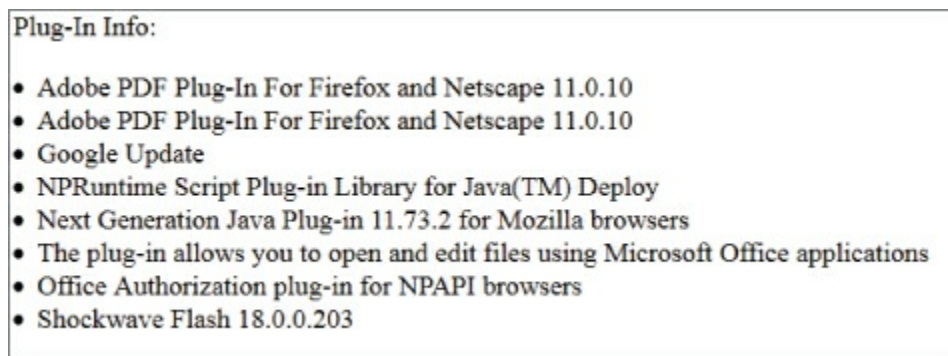 Plug-In Info:
• Adobe PDF Plug-In For Firefox and Netscape 11.0.10
• Adobe PDF Plug-In For Firefox and Netscape 11.0.10
• Google Update
• NPRuntime Script Plug-in Library for Java(TM) Deploy
• Next Generation Java Plug-in 11.73.2 for Mozilla browsers
• The plug-in allows you to open and edit files using Microsoft Office applications
• Office Authorization plug-in for NPAPI browsers
• Shockwave Flash 18.0.0.203